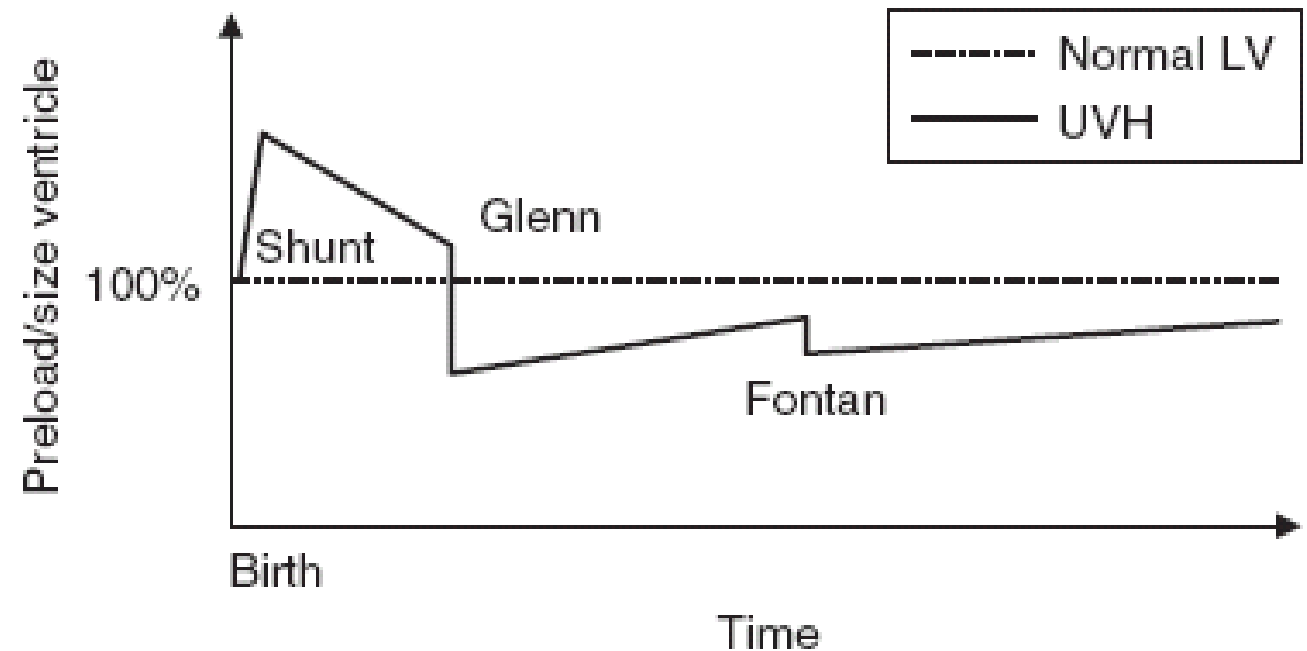 Preload/size ventricle
Normal LV
UVH
Glenn
Shunt
100%
Fontan
Birth
Time